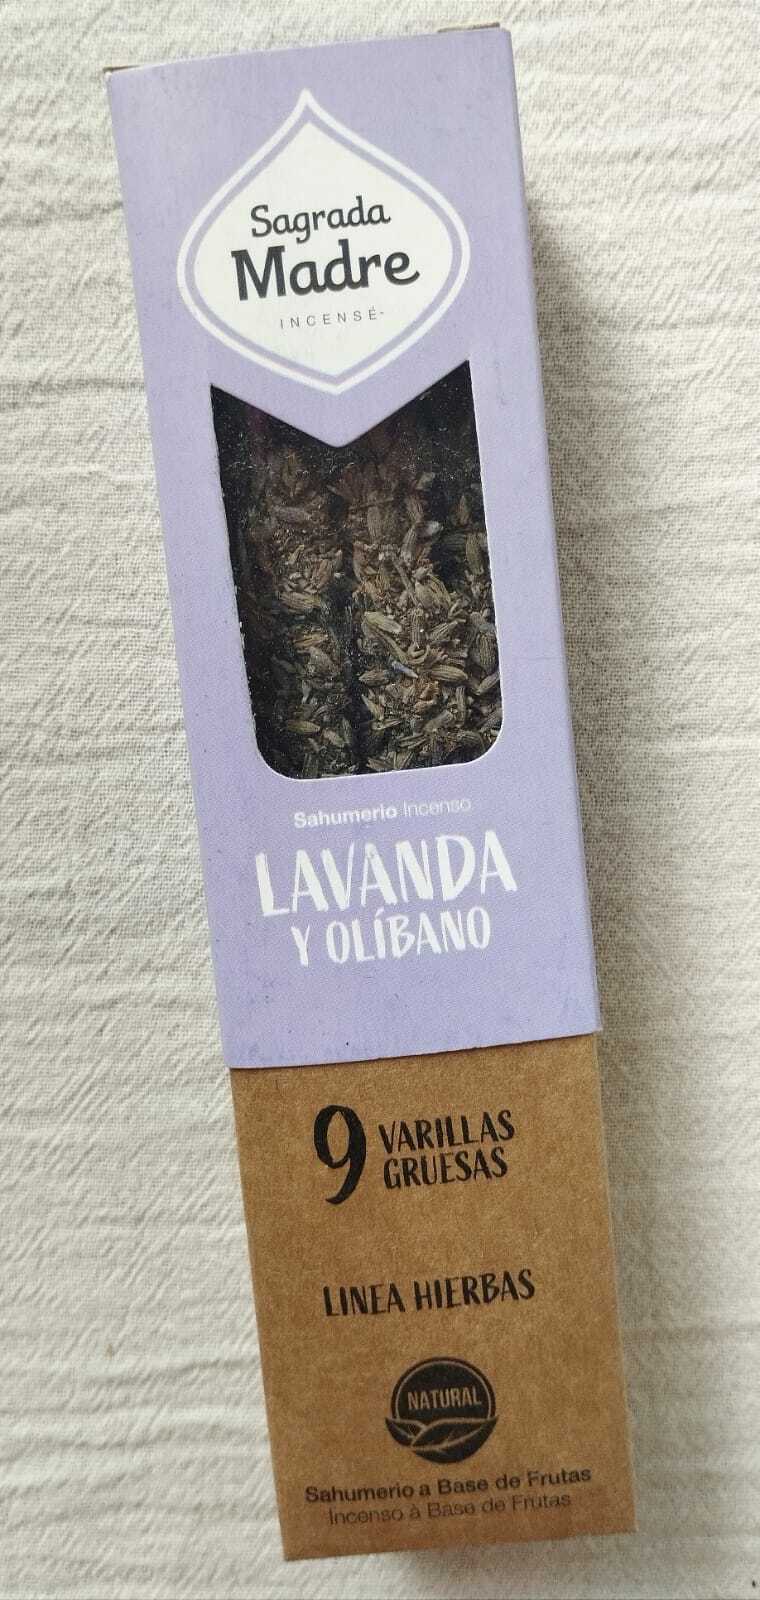 Sagrada
Madre
INCENSÉ-
Sahumerio Incenso
LAVANDA
Y OLÍBANO
9 VARILLAS
GRUESAS
LINEA HIERBAS
NATURAL
Sahumerio a Base de Frutas
Incenso à Base de Frutas